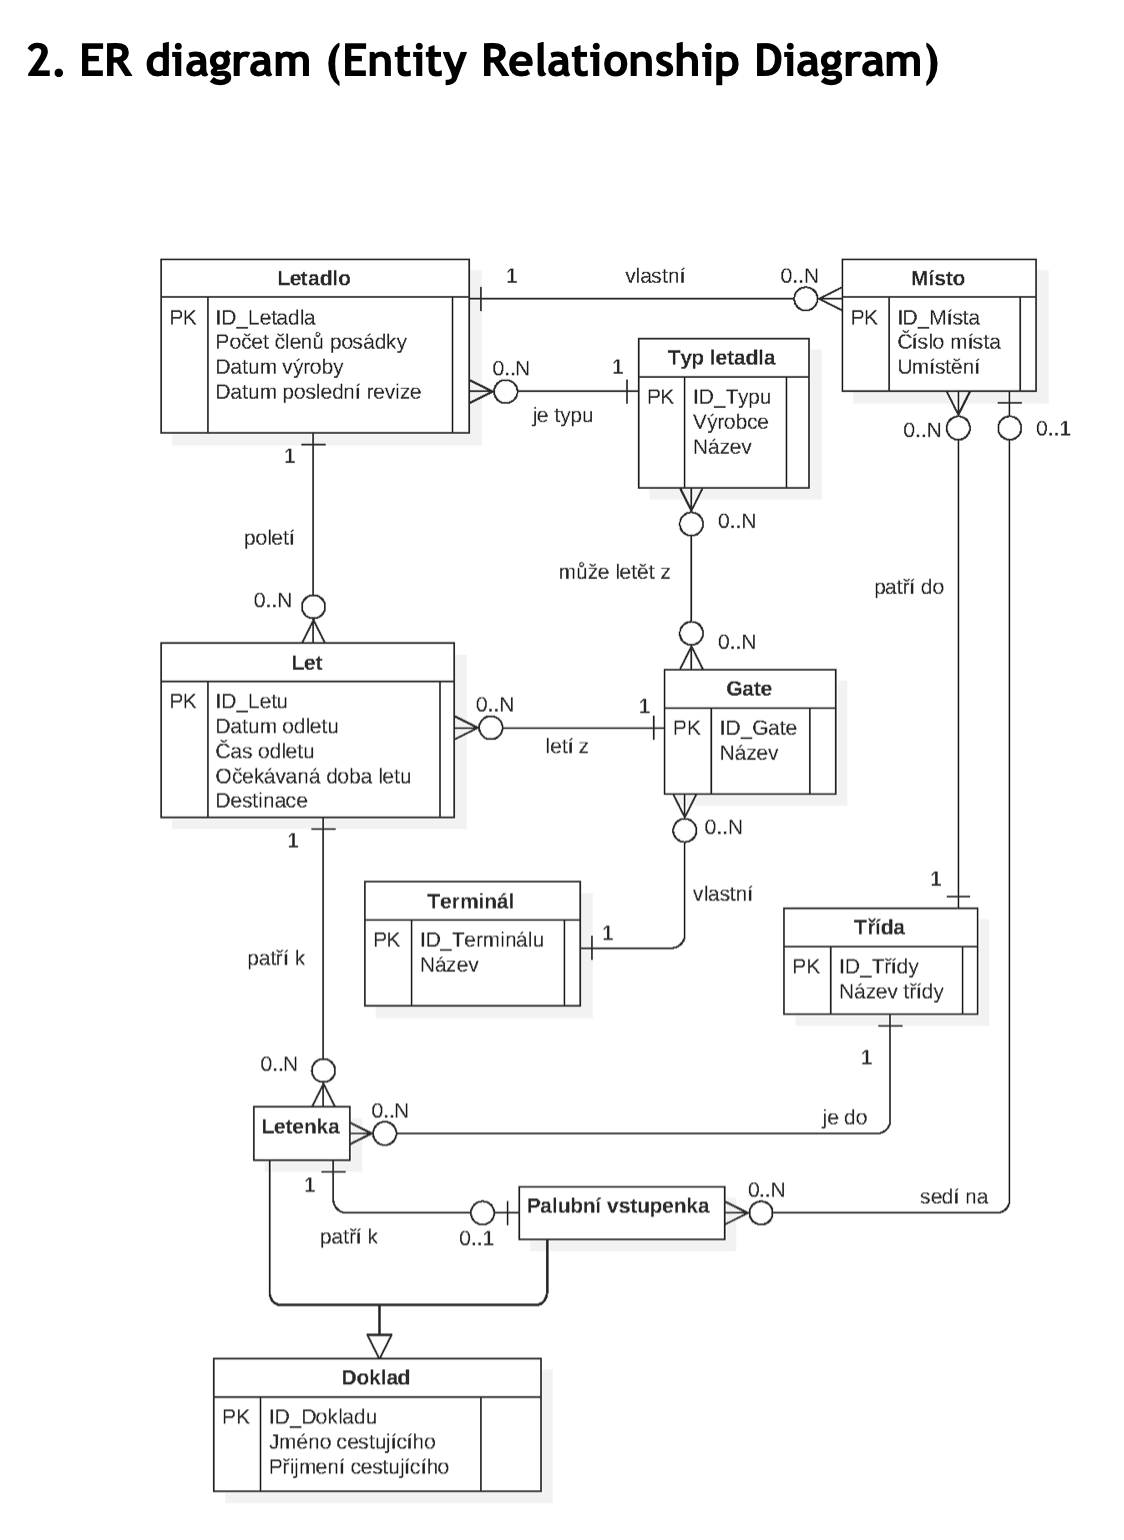 2. ER diagram (Entity Relationship Diagram)
Letadlo
PK
ID_Letadla
Počet členů posádky
Datum výroby
Datum poslední revize
1
vlastní
0..N
Místo
PK
ID_Místa
Číslo místa
Umístění
0..N
1
je typu
Typ letadla
PK
ID_Typu
Výrobce
Název
0..N
0..1
1
poletí
0..N
0..N
může letět z
0..N
patří do
Let
PK
ID_Letu
Datum odletu
Čas odletu
Očekávaná doba letu
Destinace
0..N
1
letí z
Gate
PK
ID_Gate
Název
0..N
vlastní
1
Terminál
PK
ID_Terminálu
Název
1
1
Třída
PK
ID_Třídy
Název třídy
patří k
0..N
1
Letenka
0..N
je do
1
patří k
0..1
Palubní vstupenka
0..N
sedí na
Doklad
PK
ID_Dokladu
Jméno cestujícího
Přijmení cestujícího